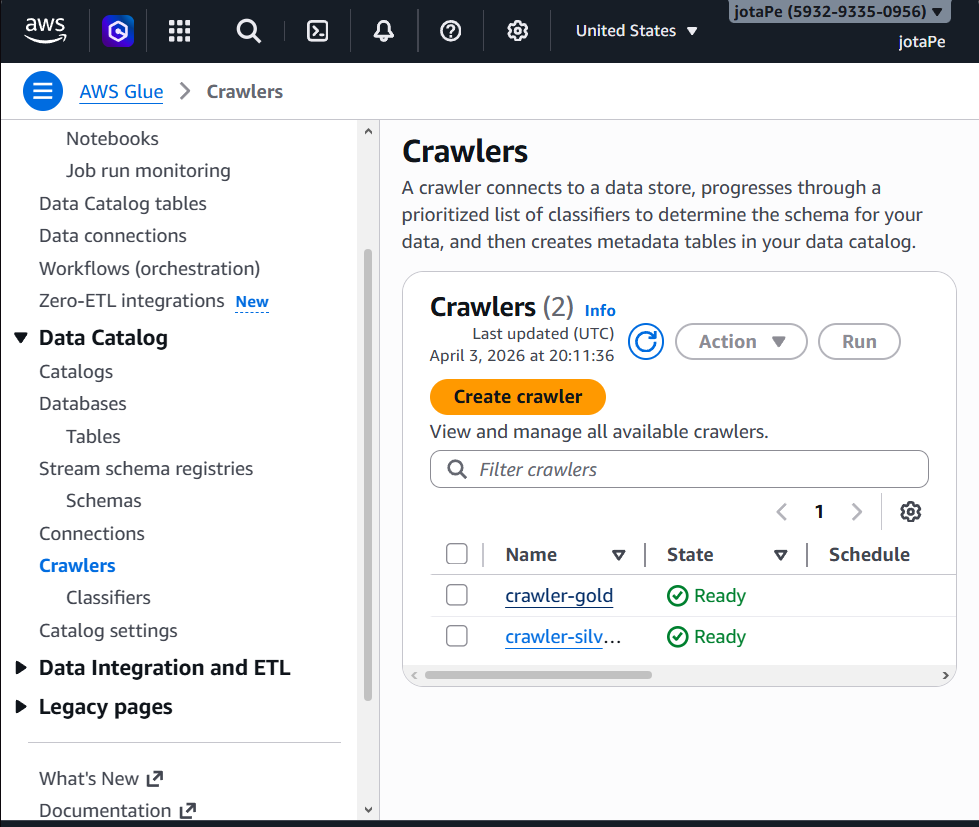 aws
United States
jotaPe (5932-9335-0956)
jotaPe
AWS Glue
Crawlers
Notebooks
Job run monitoring
Data Catalog tables
Data connections
Workflows (orchestration)
Zero-ETL integrations New
Data Catalog
Catalogs
Databases
Tables
Stream schema registries
Schemas
Connections
Crawlers
Classifiers
Catalog settings
Data Integration and ETL
Legacy pages
What's New
Documentation
Crawlers
A crawler connects to a data store, progresses through a
prioritized list of classifiers to determine the schema for your
data, and then creates metadata tables in your data catalog.
Crawlers (2) Info
Last updated (UTC)
April 3, 2026 at 20:11:36
Action
Run
Create crawler
View and manage all available crawlers.
Filter crawlers
1
Name State Schedule
crawler-gold Ready
crawler-silv... Ready